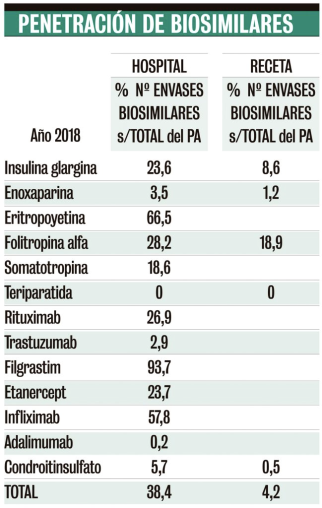 PENETRACIÓN DE BIOSIMILARES
HOSPITAL RECETA
Año 2018 % Nº ENVASES BIOSIMILARES s/TOTAL del PA % Nº ENVASES BIOSIMILARES s/TOTAL del PA
Insulina glargina 23,6 8,6
Enoxaparina 3,5 1,2
Eritropoyetina 66,5
Folitropina alfa 28,2 18,9
Somatotropina 18,6
Teriparatida 0 0
Rituximab 26,9
Trastuzumab 2,9
Filgrastim 93,7
Etanercept 23,7
Infliximab 57,8
Adalimumab 0,2
Condroitinsulfato 5,7 0,5
TOTAL 38,4 4,2